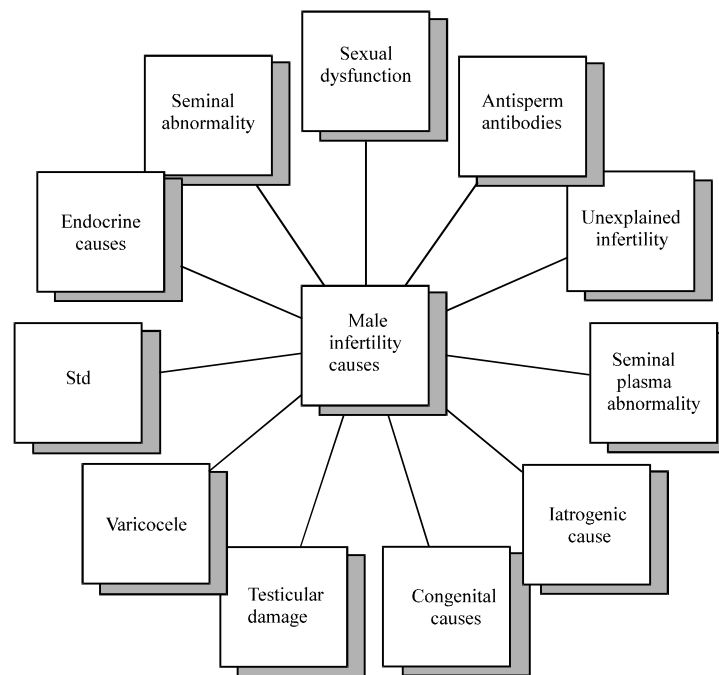 Sexual
dysfunction
Antisperm
antibodies
Unexplained
infertility
Seminal
plasma
abnormality
Iatrogenic
cause
Congenital
causes
Testicular
damage
Varicocele
Std
Endocrine
causes
Seminal
abnormality
Male
infertility
causes